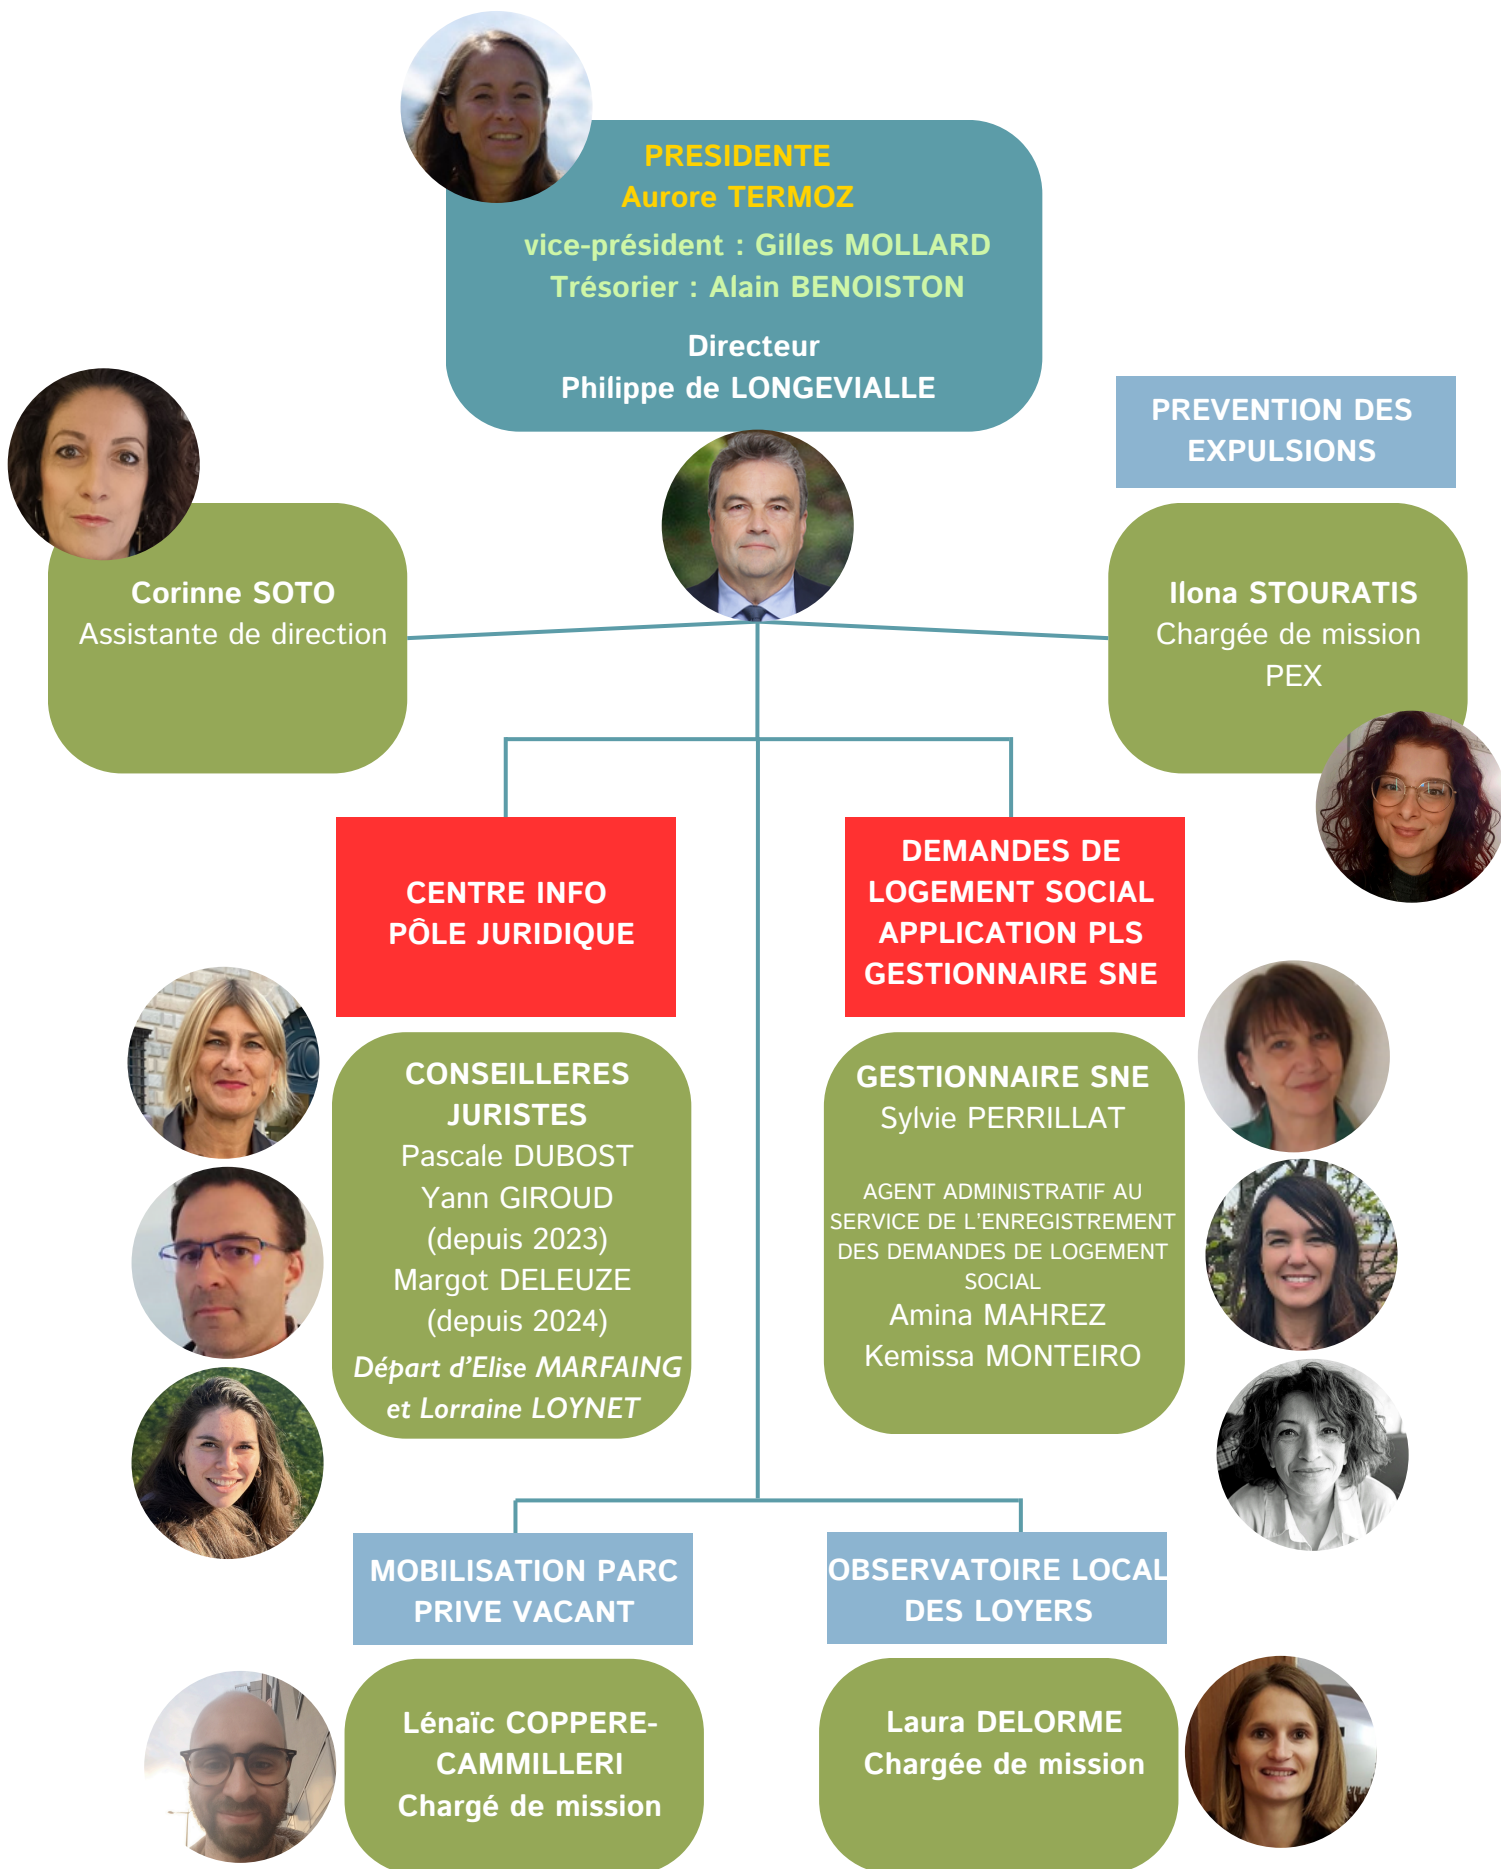 PRESIDENTE
Aurore TERMOZ
vice-président : Gilles MOLLARD
Trésorier : Alain BENOISTON
Directeur
Philippe de LONGEVIALLE
PREVENTION DES
EXPULSIONS
Corinne SOTO
Assistante de direction
Ilona STOURATIS
Chargée de mission
PEX
CENTRE INFO
PÔLE JURIDIQUE
DEMANDES DE
LOGEMENT SOCIAL
APPLICATION PLS
GESTIONNAIRE SNE
CONSEILLERES
JURISTES
Pascale DUBOST
Yann GIROUD
(depuis 2023)
Margot DELEUZE
(depuis 2024)
Départ d'Elise MARFAING
et Lorraine LOYNET
GESTIONNAIRE SNE
Sylvie PERRILLAT
AGENT ADMINISTRATIF AU
SERVICE DE L'ENREGISTREMENT
DES DEMANDES DE LOGEMENT
SOCIAL
Amina MAHREZ
Kemissa MONTEIRO
MOBILISATION PARC
PRIVE VACANT
OBSERVATOIRE LOCAL
DES LOYERS
Lénaïc COPPERE-
CAMMILLERI
Chargé de mission
Laura DELORME
Chargée de mission